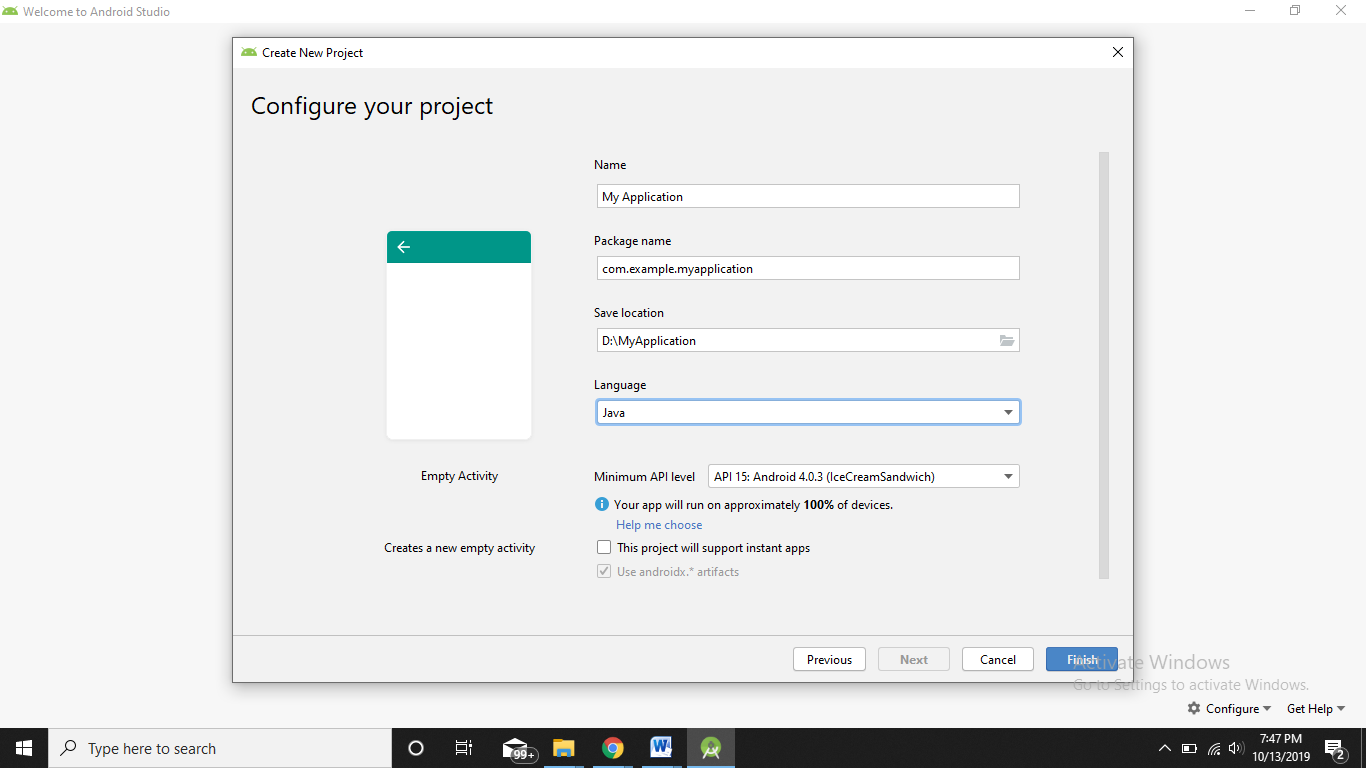 Welcome to Android Studio
Create New Project
Configure your project
Name
My Application
Package name
com.example.myapplication
Save location
D:\MyApplication
Language
Java
Empty Activity
Minimum API level
API 15: Android 4.0.3 (IceCreamSandwich)
Your app will run on approximately 100% of devices.
Help me choose
Creates a new empty activity
This project will support instant apps
Use androidx.* artifacts
Previous
Next
Cancel
Finish
Activate Windows
Go to Settings to activate Windows.
Configure
Get Help
Type here to search
99+
W
7:47 PM
10/13/2019
2